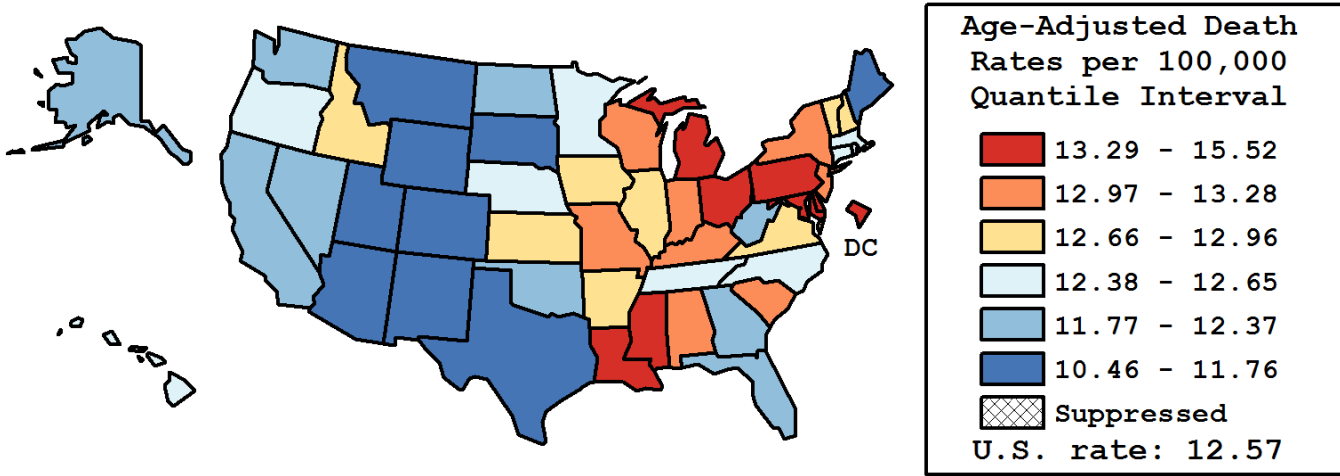 DC
Age-Adjusted Death
Rates per 100,000
Quantile Interval
13.29 - 15.52
12.97 - 13.28
12.66 - 12.96
12.38 - 12.65
11.77 - 12.37
10.46 - 11.76
Suppressed
U.S. rate: 12.57